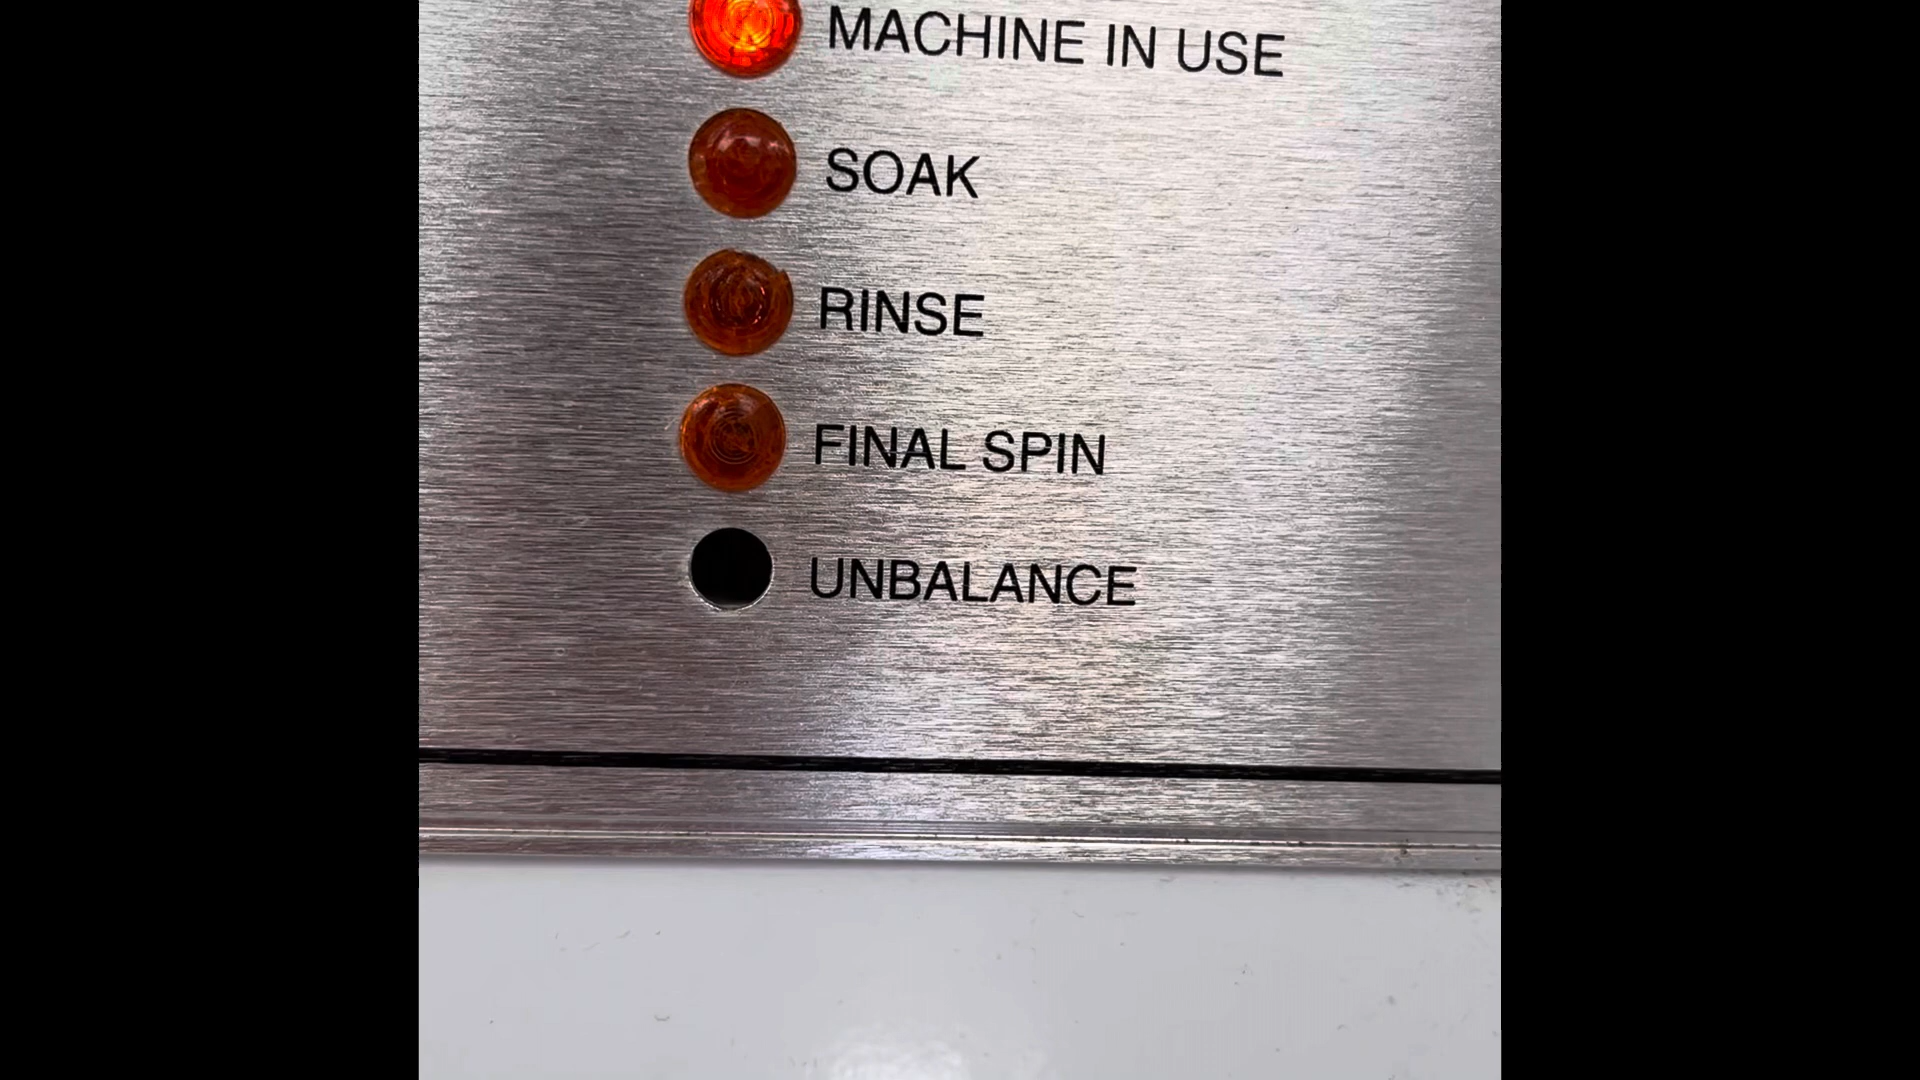 MACHINE IN USE
SOAK
RINSE
FINAL SPIN
UNBALANCE